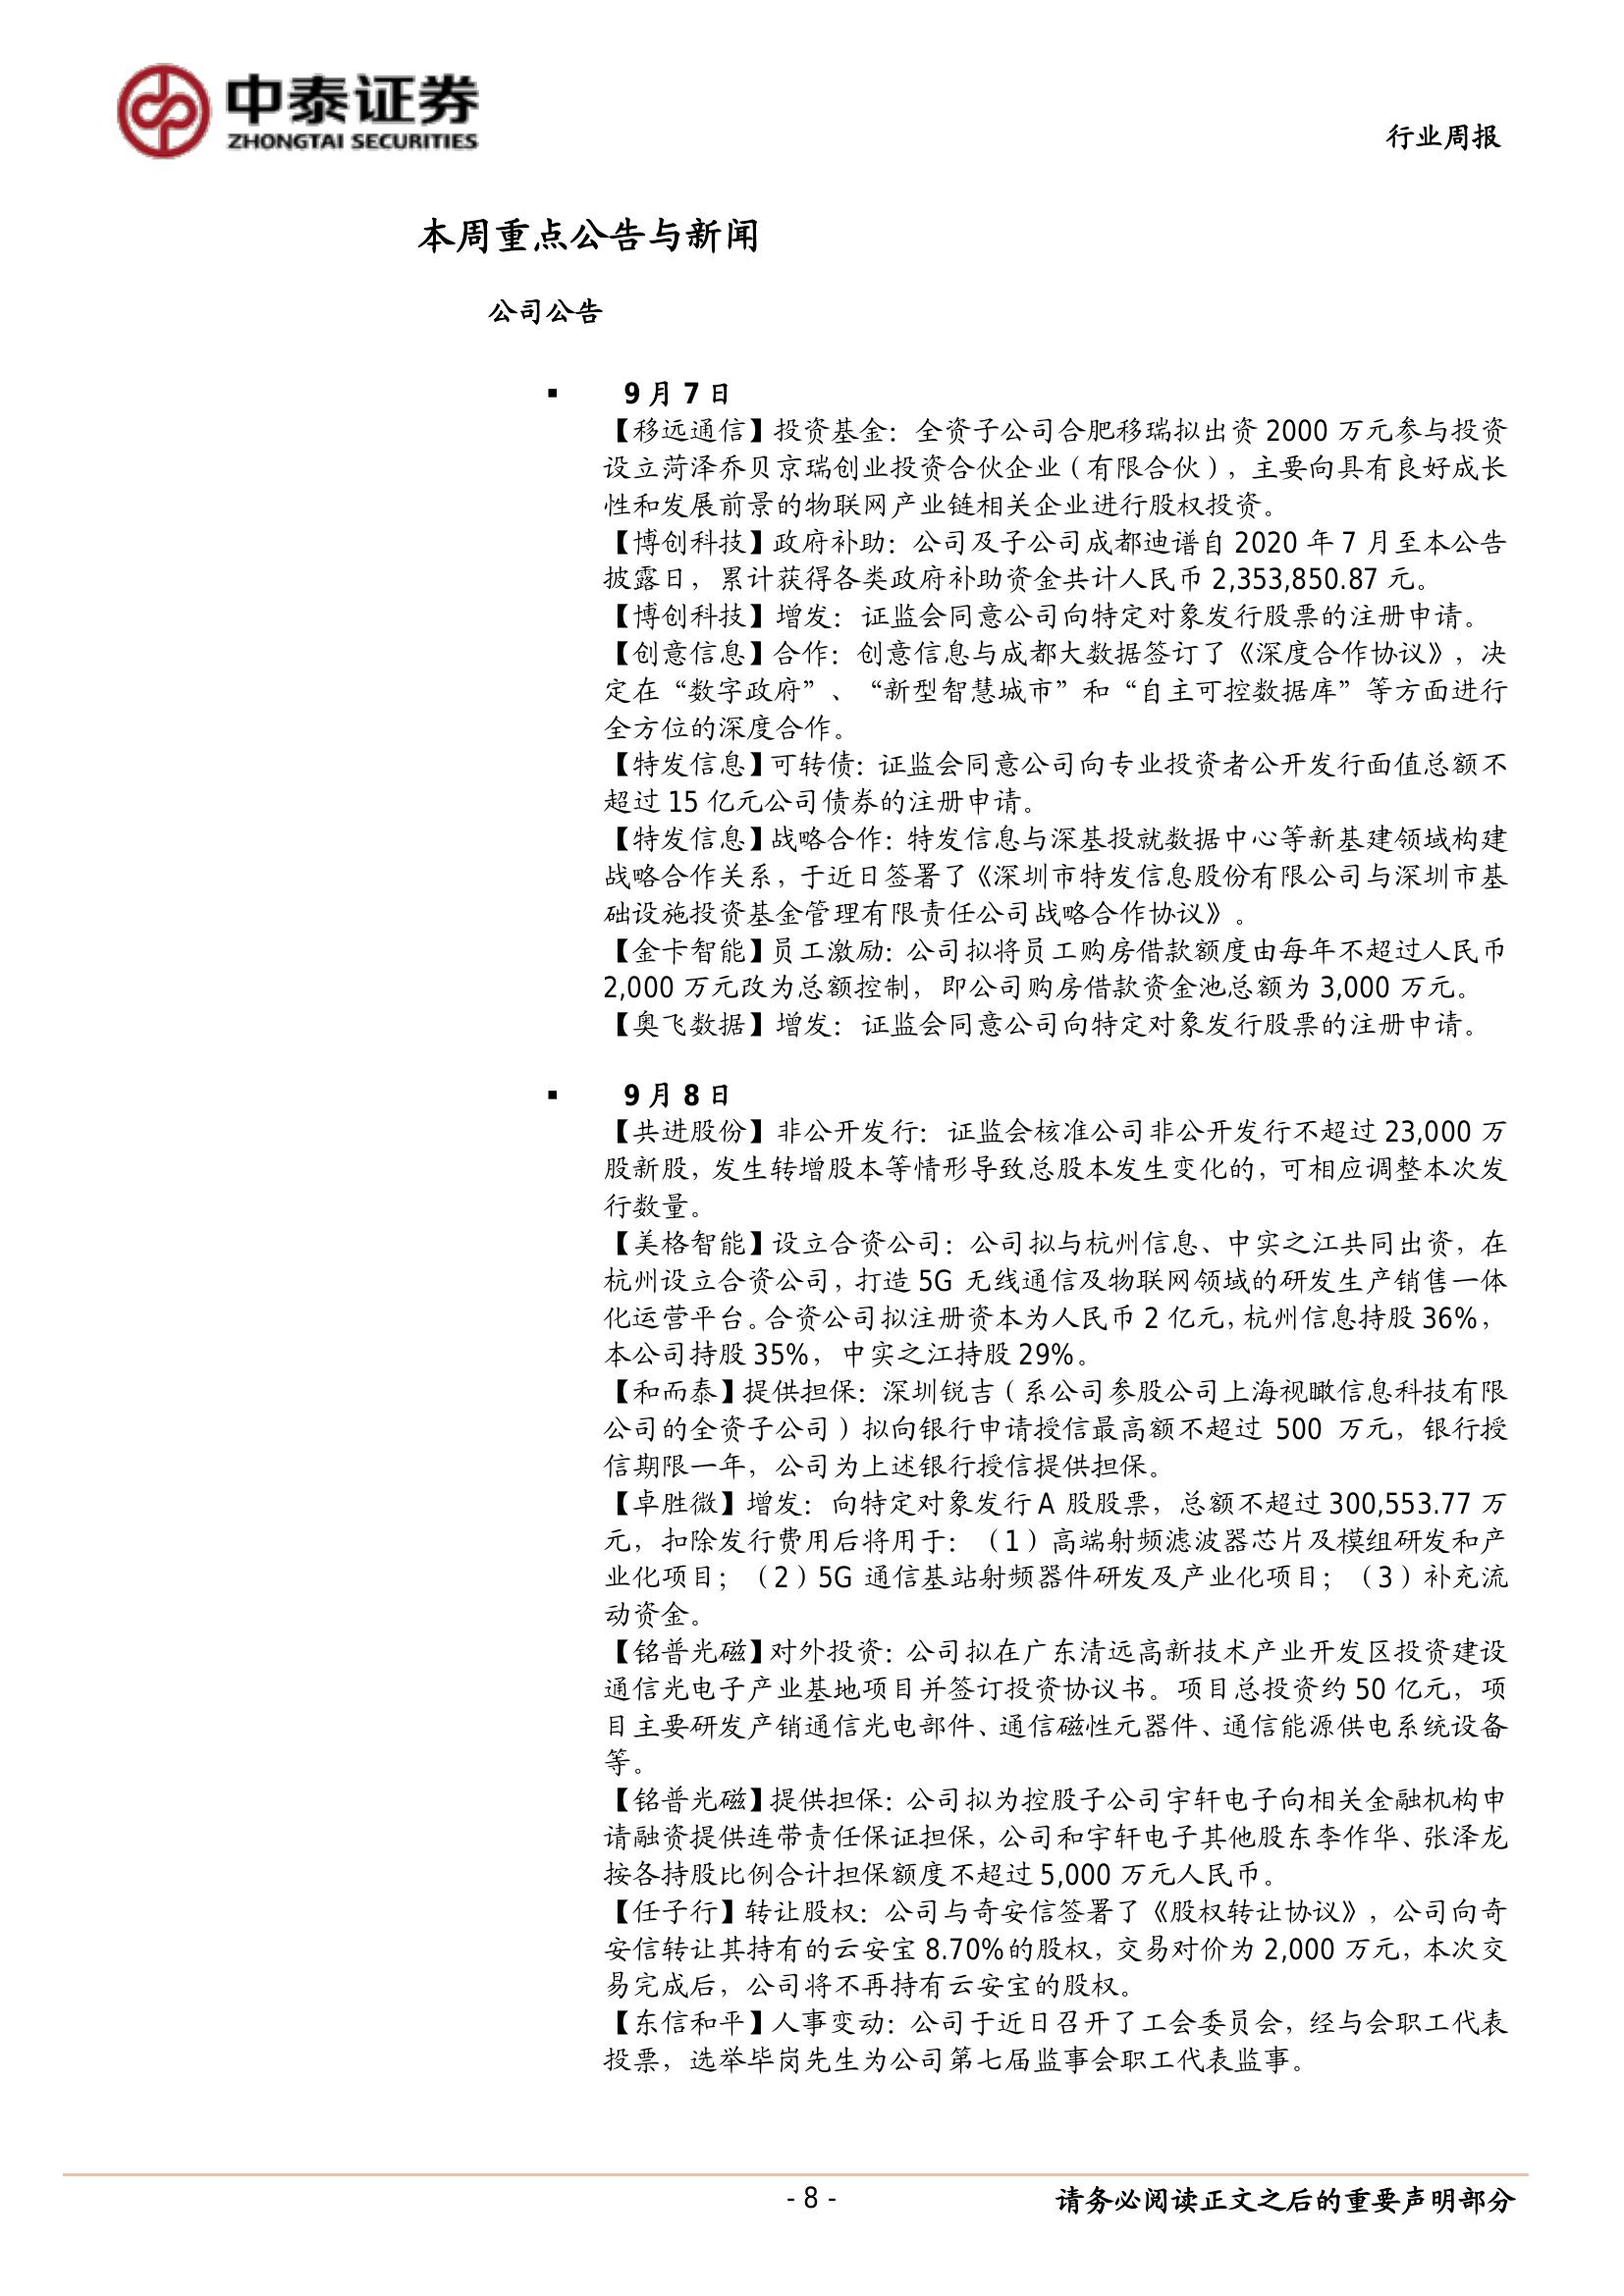 中泰证券
ZHONGTAI SECURITIES
行业周报
本周重点公告与新闻
公司公告
▪ 9月7日
【移远通信】投资基金：全资子公司合肥移瑞拟出资 2000 万元参与投资
设立菏泽乔贝京瑞创业投资合伙企业（有限合伙），主要向具有良好成长
性和发展前景的物联网产业链相关企业进行股权投资。
【博创科技】政府补助：公司及子公司成都迪谱自 2020 年 7 月至本公告
披露日，累计获得各类政府补助资金共计人民币 2,353,850.87 元。
【博创科技】增发：证监会同意公司向特定对象发行股票的注册申请。
【创意信息】合作：创意信息与成都大数据签订了《深度合作协议》，决
定在“数字政府”、“新型智慧城市”和“自主可控数据库”等方面进行
全方位的深度合作。
【特发信息】可转债：证监会同意公司向专业投资者公开发行面值总额不
超过 15 亿元公司债券的注册申请。
【特发信息】战略合作：特发信息与深基投就数据中心等新基建领域构建
战略合作关系，于近日签署了《深圳市特发信息股份有限公司与深圳市基
础设施投资基金管理有限责任公司战略合作协议》。
【金卡智能】员工激励：公司拟将员工购房借款额度由每年不超过人民币
2,000 万元改为总额控制，即公司购房借款资金池总额为 3,000 万元。
【奥飞数据】增发：证监会同意公司向特定对象发行股票的注册申请。
▪ 9月8日
【共进股份】非公开发行：证监会核准公司非公开发行不超过 23,000 万
股新股，发生转增股本等情形导致总股本发生变化的，可相应调整本次发
行数量。
【美格智能】设立合资公司：公司拟与杭州信息、中实之江共同出资，在
杭州设立合资公司，打造 5G 无线通信及物联网领域的研发生产销售一体
化运营平台。合资公司拟注册资本为人民币 2 亿元，杭州信息持股 36%，
本公司持股 35%，中实之江持股 29%。
【和而泰】提供担保：深圳锐吉（系公司参股公司上海视瞰信息科技有限
公司的全资子公司）拟向银行申请授信最高额不超过 500 万元，银行授
信期限一年，公司为上述银行授信提供担保。
【卓胜微】增发：向特定对象发行 A 股股票，总额不超过 300,553.77 万
元，扣除发行费用后将用于：（1）高端射频滤波器芯片及模组研发和产
业化项目；（2）5G 通信基站射频器件研发及产业化项目；（3）补充流
动资金。
【铭普光磁】对外投资：公司拟在广东清远高新技术产业开发区投资建设
通信光电子产业基地项目并签订投资协议书。项目总投资约 50 亿元，项
目主要研发产销通信光电部件、通信磁性元器件、通信能源供电系统设备
等。
【铭普光磁】提供担保：公司拟为控股子公司宇轩电子向相关金融机构申
请融资提供连带责任保证担保，公司和宇轩电子其他股东李作华、张泽龙
按各持股比例合计担保额度不超过 5,000 万元人民币。
【任子行】转让股权：公司与奇安信签署了《股权转让协议》，公司向奇
安信转让其持有的云安宝 8.70%的股权，交易对价为 2,000 万元，本次交
易完成后，公司将不再持有云安宝的股权。
【东信和平】人事变动：公司于近日召开了工会委员会，经与会职工代表
投票，选举毕岗先生为公司第七届监事会职工代表监事。
- 8 -
请务必阅读正文之后的重要声明部分